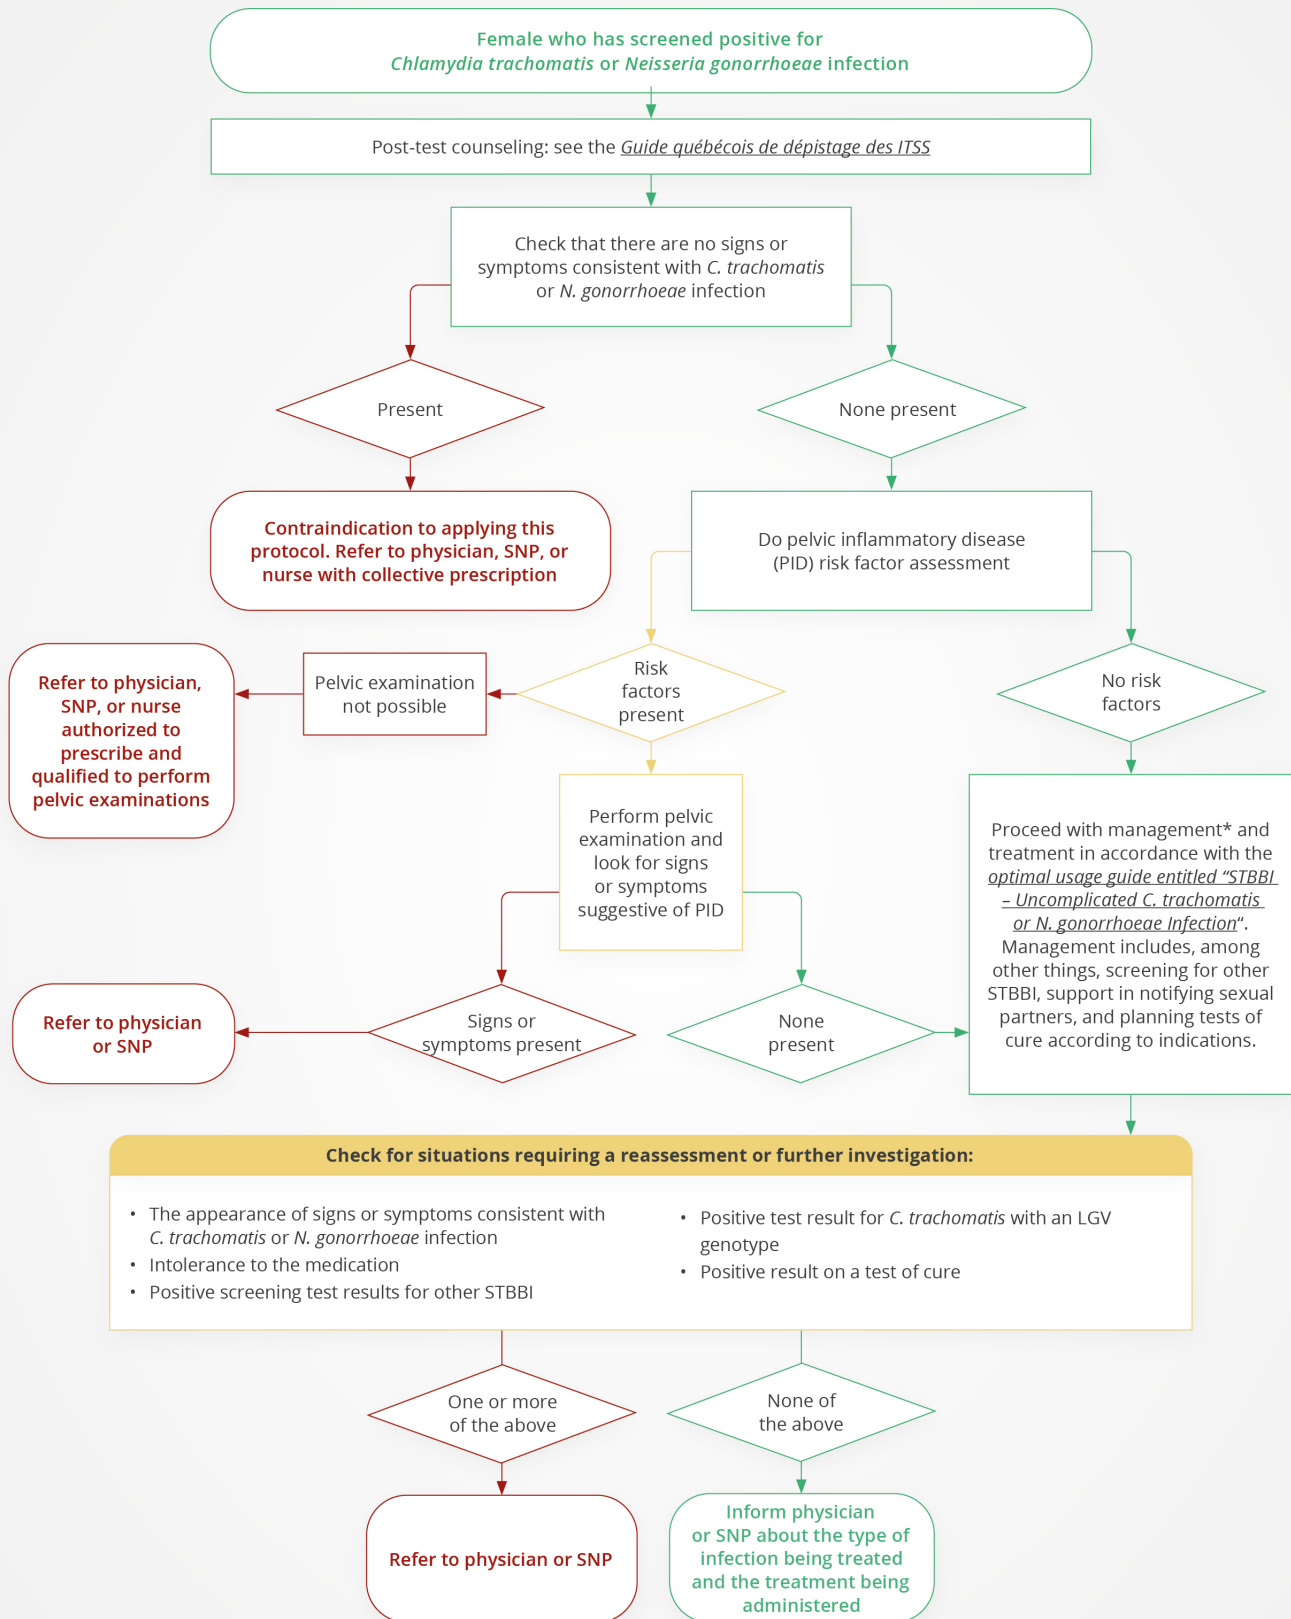 Female who has screened positive for
Chlamydia trachomatis or Neisseria gonorrhoeae infection
Post-test counseling: see the Guide québécois de dépistage des ITSS
Check that there are no signs or
symptoms consistent with C. trachomatis
or N. gonorrhoeae infection
Present
None present
Contraindication to applying this
protocol. Refer to physician, SNP, or
nurse with collective prescription
Do pelvic inflammatory disease
(PID) risk factor assessment
Refer to physician,
SNP, or nurse
authorized to
prescribe and
qualified to perform
pelvic examinations
Pelvic examination
not possible
Risk
factors
present
No risk
factors
Perform pelvic
examination and
look for signs
or symptoms
suggestive of PID
Proceed with management* and
treatment in accordance with the
optimal usage guide entitled “STBBI
– Uncomplicated C. trachomatis
or N. gonorrhoeae Infection“.
Management includes, among
other things, screening for other
STBBI, support in notifying sexual
partners, and planning tests of
cure according to indications.
Refer to physician
or SNP
Signs or
symptoms present
None
present
Check for situations requiring a reassessment or further investigation:
• The appearance of signs or symptoms consistent with
C. trachomatis or N. gonorrhoeae infection
• Intolerance to the medication
• Positive screening test results for other STBBI
• Positive test result for C. trachomatis with an LGV
genotype
• Positive result on a test of cure
One or more
of the above
None of
the above
Refer to physician or SNP
Inform physician
or SNP about the type of
infection being treated
and the treatment being
administered